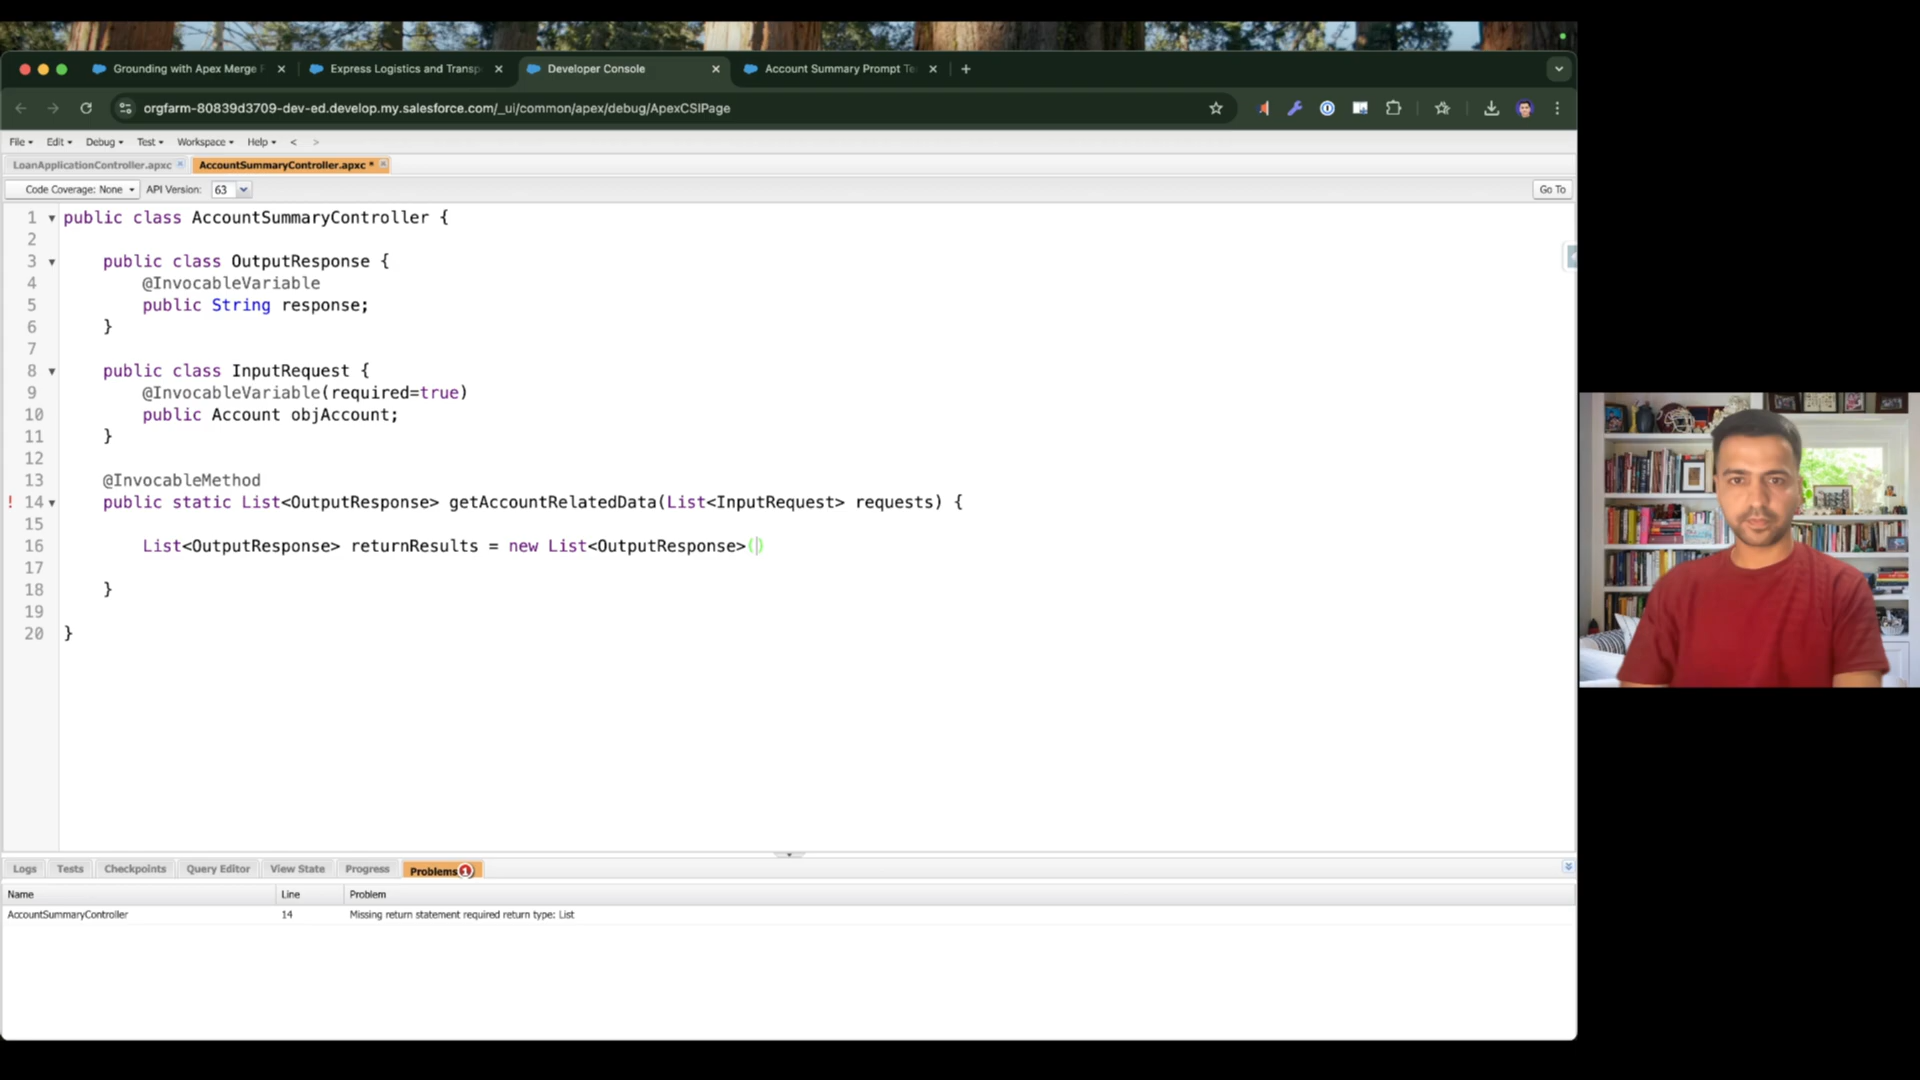 Grounding with Apex Merge F
Express Logistics and Transp
Developer Console
Account Summary Prompt Te
orgfarm-80839d3709-dev-ed.develop.my.salesforce.com/_ui/common/apex/debug/ApexCSIPage
File Edit Debug Test Workspace Help < >
LoanApplicationController.apxc
AccountSummaryController.apxc *
Code Coverage: None API Version: 63 Go To
1 public class AccountSummaryController {
2
3 public class OutputResponse {
4 @InvocableVariable
5 public String response;
6 }
7
8 public class InputRequest {
9 @InvocableVariable(required=true)
10 public Account objAccount;
11 }
12
13 @InvocableMethod
! 14 public static List<OutputResponse> getAccountRelatedData(List<InputRequest> requests) {
15
16 List<OutputResponse> returnResults = new List<OutputResponse>()
17
18 }
19
20 }
Logs Tests Checkpoints Query Editor View State Progress Problems 1
Name Line Problem
AccountSummaryController 14 Missing return statement required return type: List